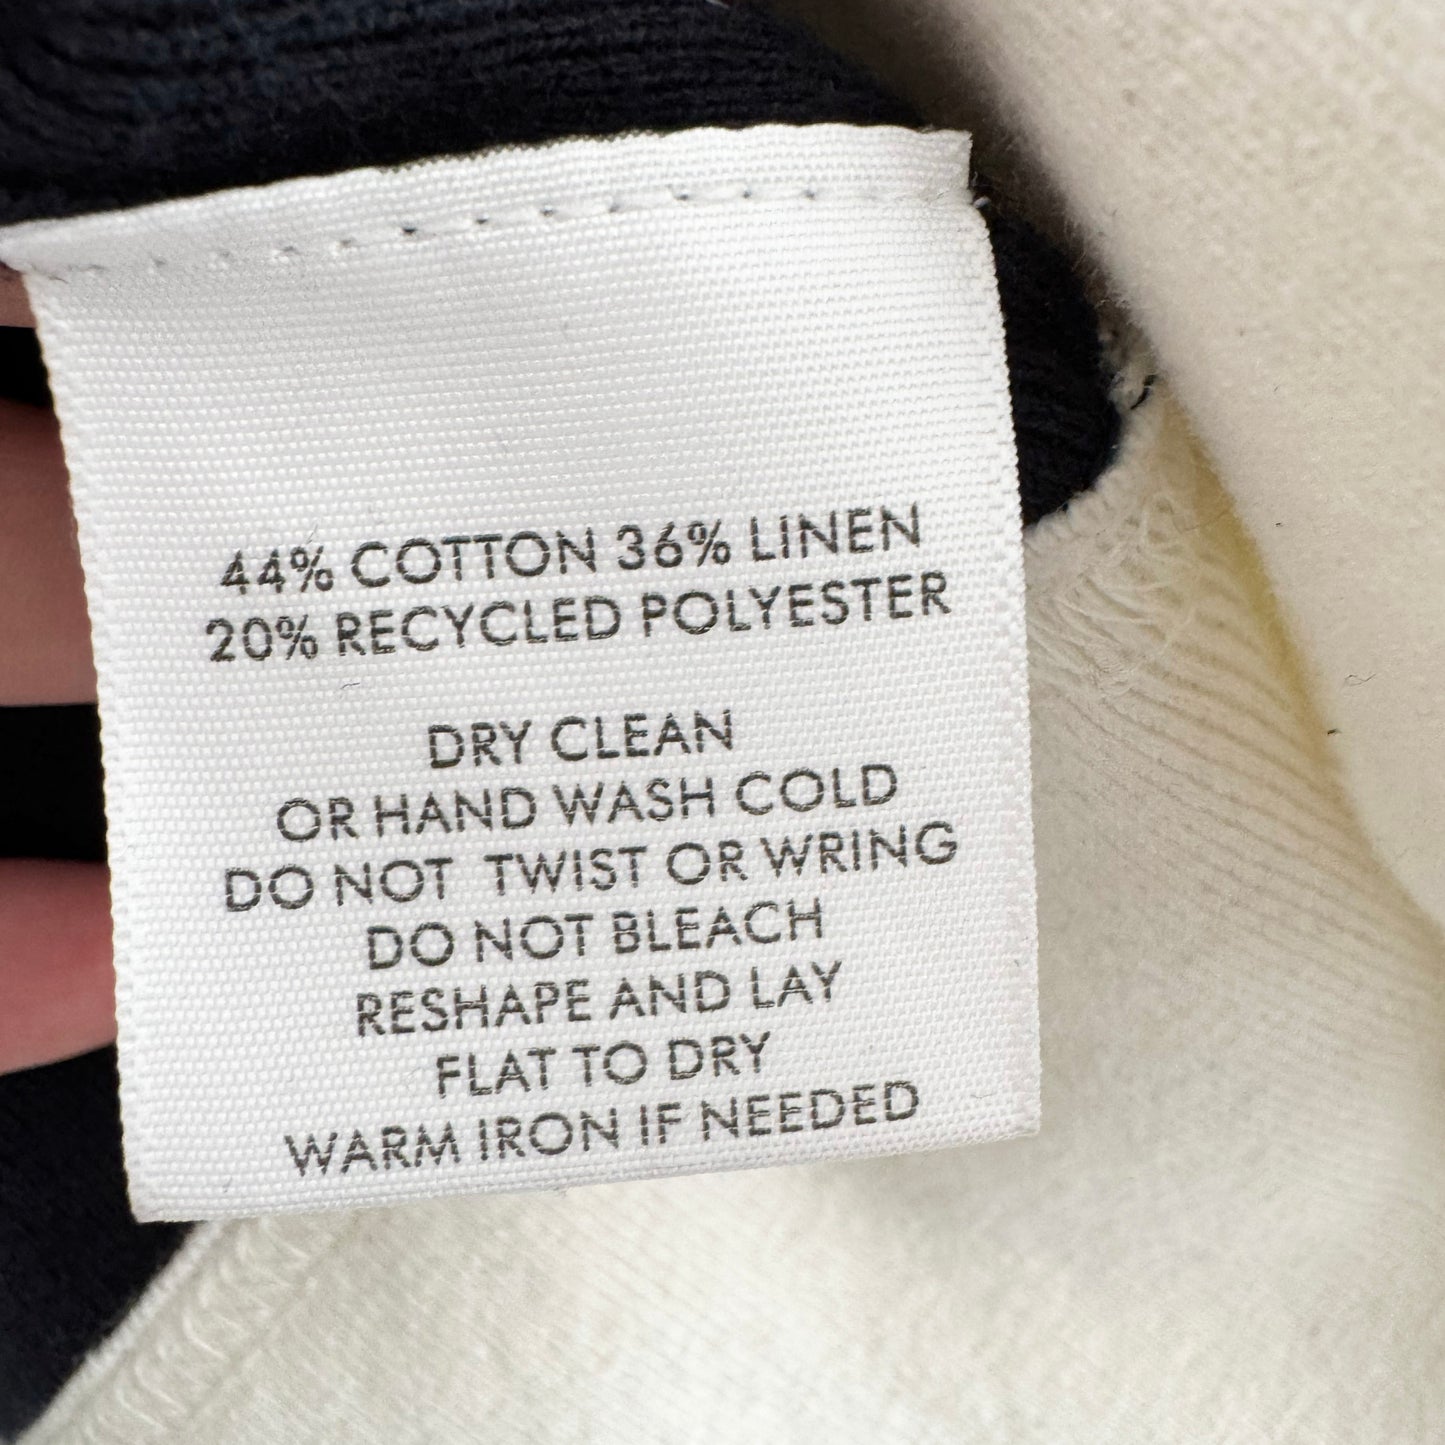 44% COTTON 36% LINEN
20% RECYCLED POLYESTER
DRY CLEAN
OR HAND WASH COLD
DO NOT TWIST OR WRING
DO NOT BLEACH
RESHAPE AND LAY
FLAT TO DRY
WARM IRON IF NEEDED